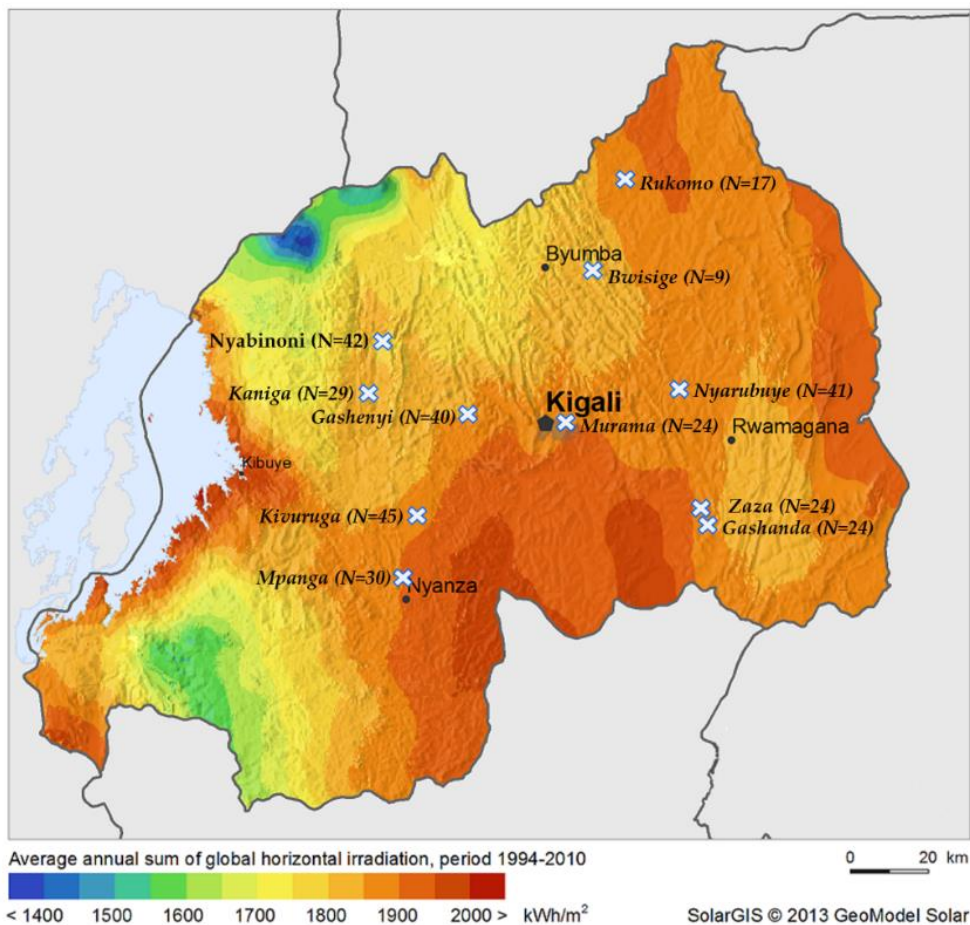 Rukomo (N=17)
Byumba
Bwisige (N=9)
Nyabinoni (N=42)
Kaniga (N=29)
Nyarubuye (N=41)
Gashenyi (N=40)
Kigali
Murama (N=24)
Rwamagana
Kibuye
Kivuruga (N=45)
Zaza (N=24)
Gashanda (N=24)
Mpanga (N=30)
Nyanza
Average annual sum of global horizontal irradiation, period 1994-2010
0 20 km
< 1400 1500 1600 1700 1800 1900 2000 > kWh/m²
SolarGIS © 2013 GeoModel Solar